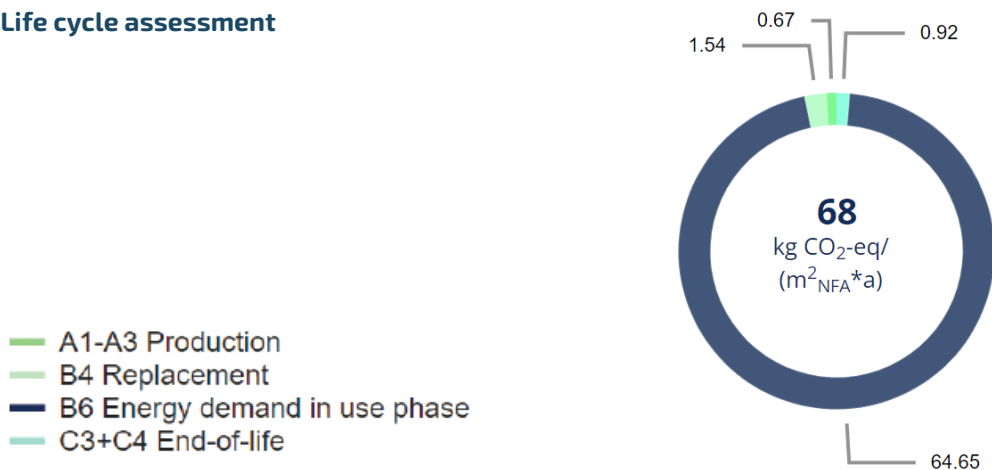 Life cycle assessment
0.67
0.92
1.54
68
kg CO₂-eq/
(m²NFA*a)
A1-A3 Production
B4 Replacement
B6 Energy demand in use phase
C3+C4 End-of-life
64.65